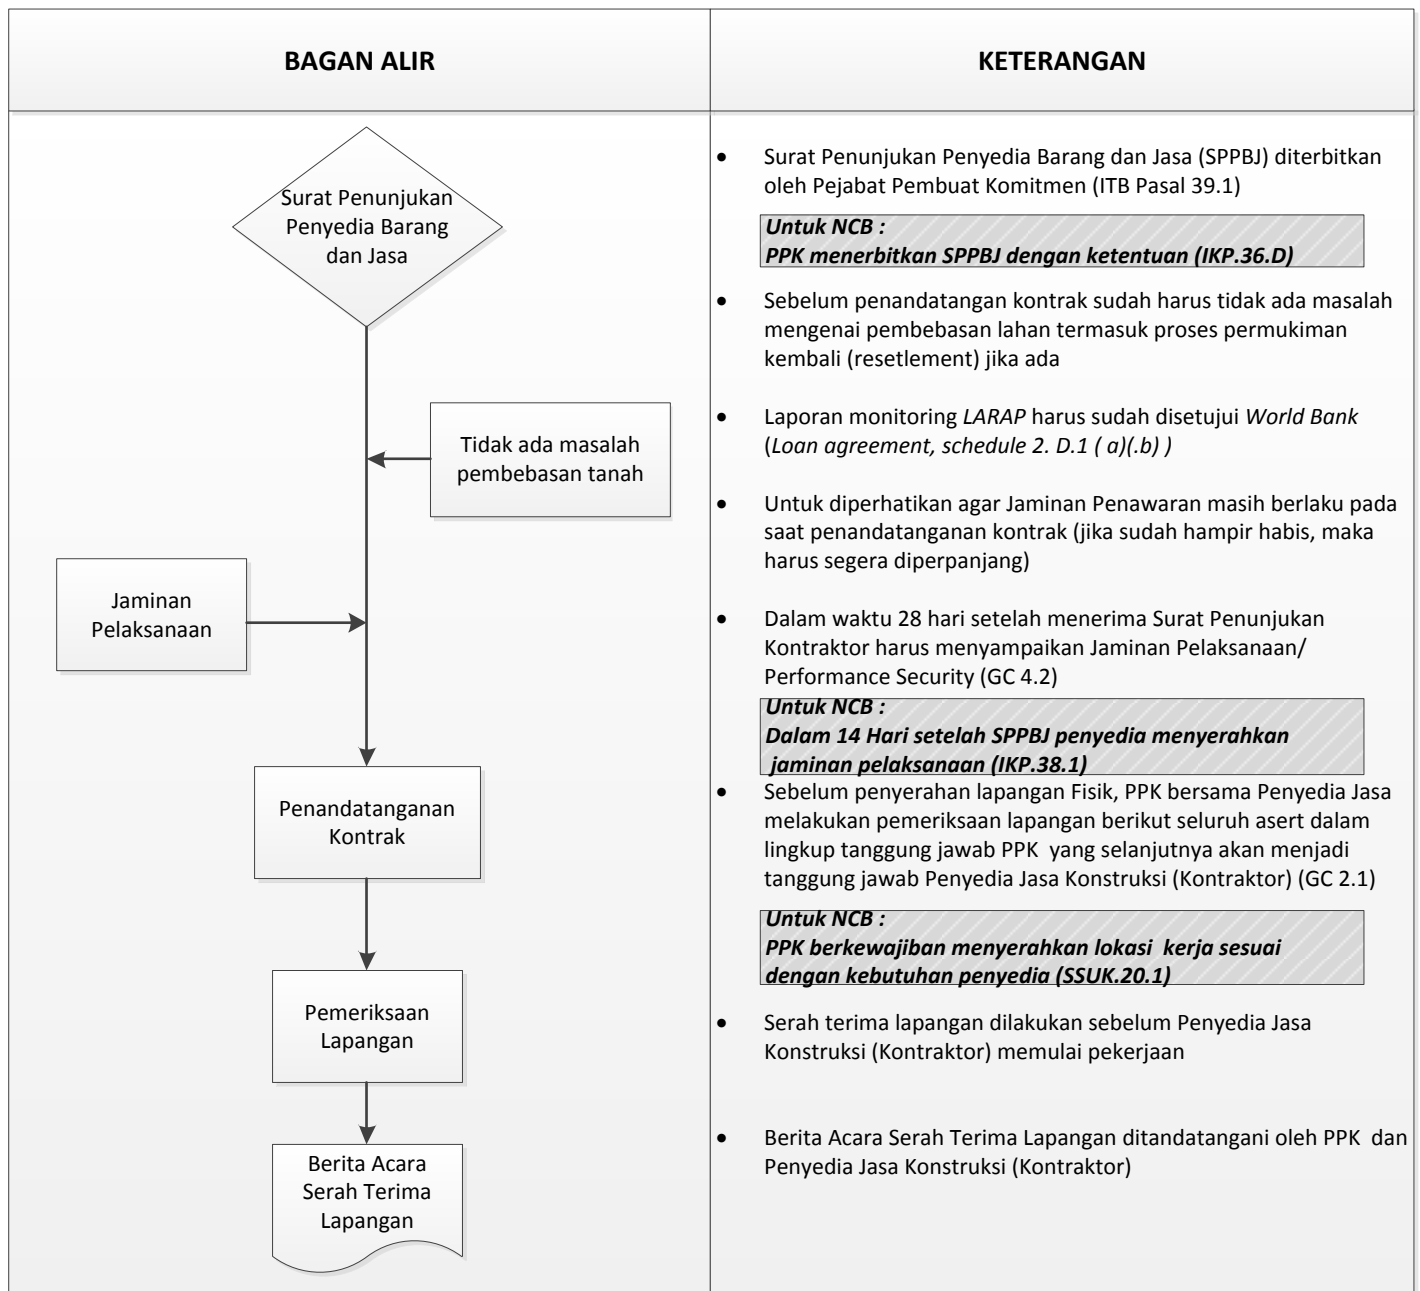 BAGAN ALIR
KETERANGAN
Surat Penunjukan
Penyedia Barang
dan Jasa
Tidak ada masalah
pembebasan tanah
Jaminan
Pelaksanaan
Penandatanganan
Kontrak
Pemeriksaan
Lapangan
Berita Acara
Serah Terima
Lapangan
• Surat Penunjukan Penyedia Barang dan Jasa (SPPBJ) diterbitkan
oleh Pejabat Pembuat Komitmen (ITB Pasal 39.1)
Untuk NCB :
PPK menerbitkan SPPBJ dengan ketentuan (IKP.36.D)
• Sebelum penandatangan kontrak sudah harus tidak ada masalah
mengenai pembebasan lahan termasuk proses permukiman
kembali (resetlement) jika ada
• Laporan monitoring LARAP harus sudah disetujui World Bank
(Loan agreement, schedule 2. D.1 ( a)(.b) )
• Untuk diperhatikan agar Jaminan Penawaran masih berlaku pada
saat penandatanganan kontrak (jika sudah hampir habis, maka
harus segera diperpanjang)
• Dalam waktu 28 hari setelah menerima Surat Penunjukan
Kontraktor harus menyampaikan Jaminan Pelaksanaan/
Performance Security (GC 4.2)
Untuk NCB :
Dalam 14 Hari setelah SPPBJ penyedia menyerahkan
jaminan pelaksanaan (IKP.38.1)
• Sebelum penyerahan lapangan Fisik, PPK bersama Penyedia Jasa
melakukan pemeriksaan lapangan berikut seluruh asert dalam
lingkup tanggung jawab PPK yang selanjutnya akan menjadi
tanggung jawab Penyedia Jasa Konstruksi (Kontraktor) (GC 2.1)
Untuk NCB :
PPK berkewajiban menyerahkan lokasi kerja sesuai
dengan kebutuhan penyedia (SSUK.20.1)
• Serah terima lapangan dilakukan sebelum Penyedia Jasa
Konstruksi (Kontraktor) memulai pekerjaan
• Berita Acara Serah Terima Lapangan ditandatangani oleh PPK dan
Penyedia Jasa Konstruksi (Kontraktor)